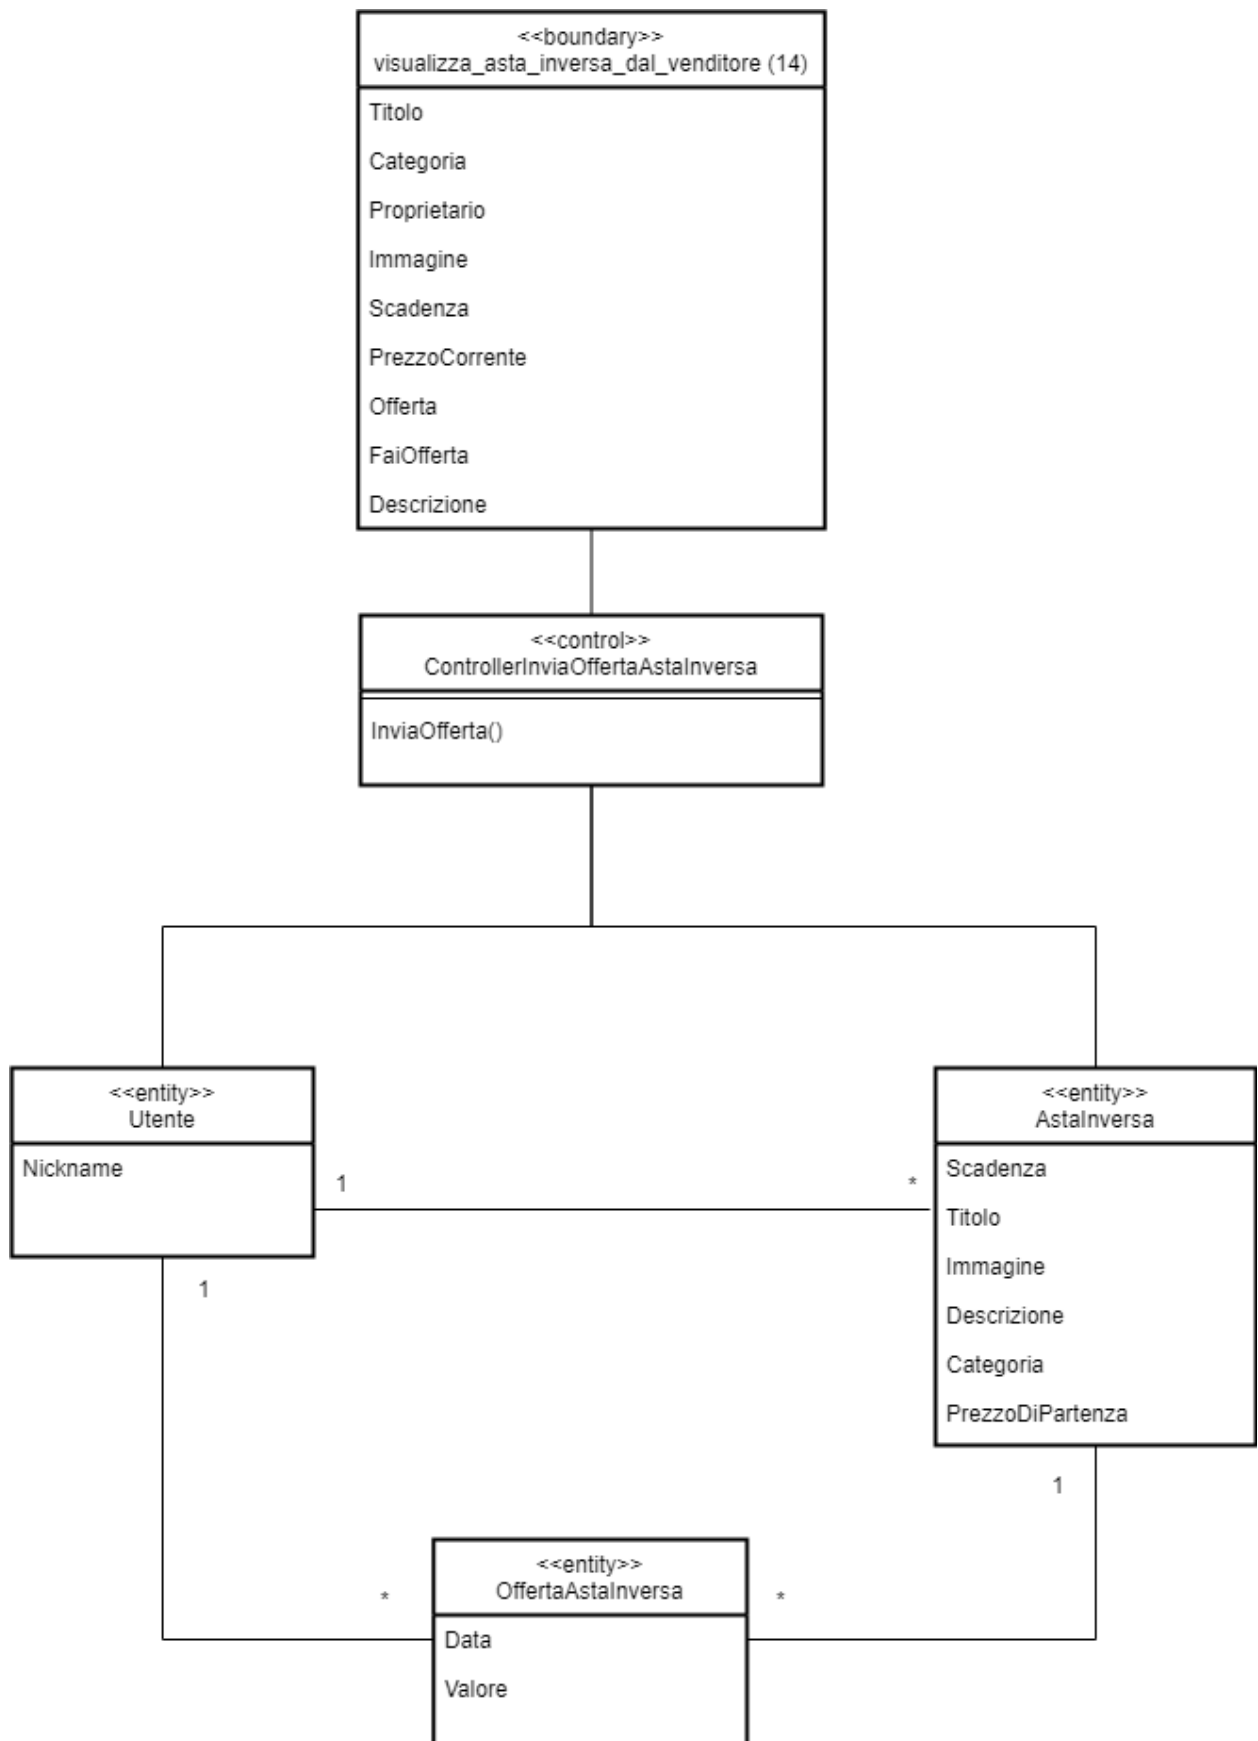 <<boundary>>
visualizza_asta_inversa_dal_venditore (14)
Titolo
Categoria
Proprietario
Immagine
Scadenza
PrezzoCorrente
Offerta
FaiOfferta
Descrizione
<<control>>
ControllerInviaOffertaAstaInversa
InviaOfferta()
<<entity>>
Utente
Nickname
1
*
<<entity>>
AstaInversa
Scadenza
Titolo
Immagine
Descrizione
Categoria
PrezzoDiPartenza
1
1
*
<<entity>>
OffertaAstaInversa
*
Data
Valore